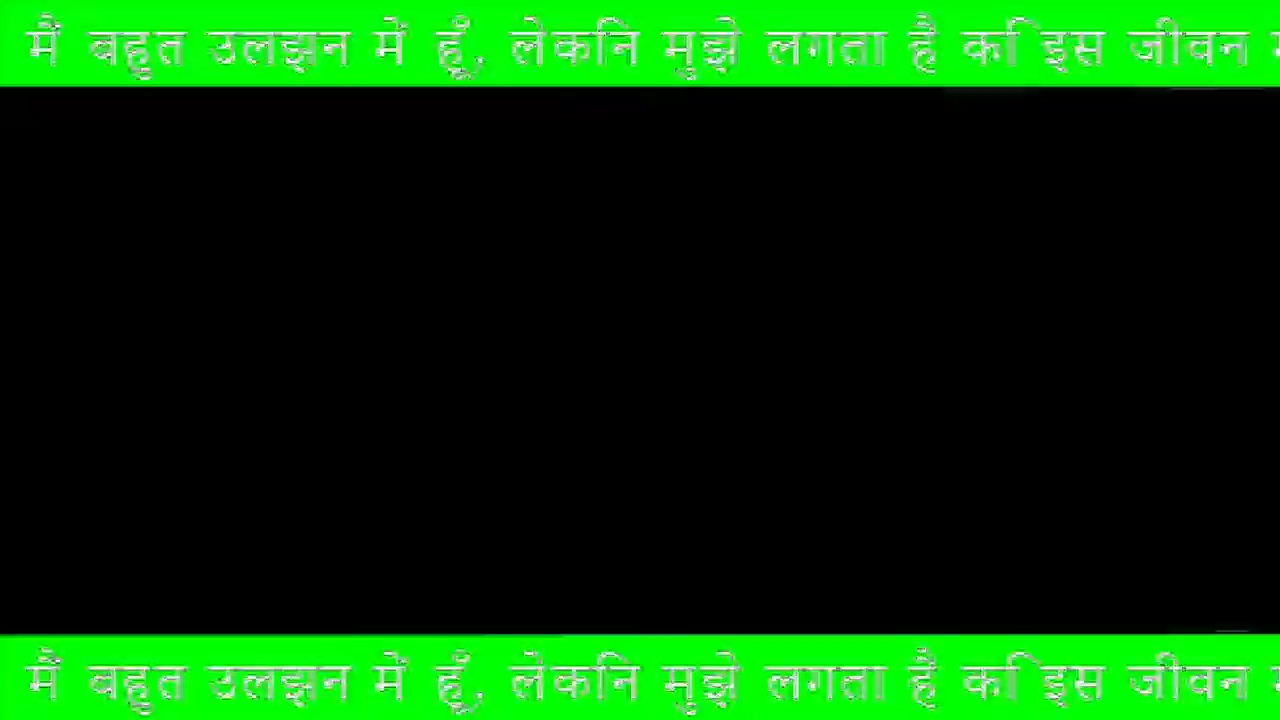 मैं बहुत उलझन में हूँ, लेकिन मुझे लगता है कि इस जीवन
मैं बहुत उलझन में हूँ, लेकिन मुझे लगता है कि इस जीवन